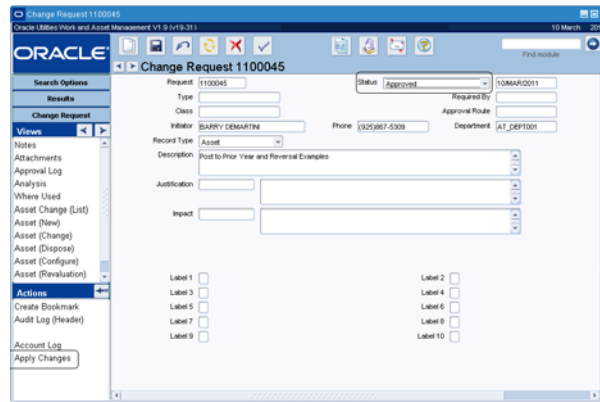 Change Request 1100045
Oracle Utilities Work and Asset Management V1.9 (v19-31)
10 March
ORACLE
Find module
Change Request 1100045
Search Options
Results
Change Request
Views
Notes
Attachments
Approval Log
Analysis
Where Used
Asset Change (List)
Asset (New)
Asset (Change)
Asset (Dispose)
Asset (Configure)
Asset (Revaluation)
Actions
Create Bookmark
Audit Log (Header)
Account Log
Apply Changes
Request 1100045 Status Approved 10/MAR/2011
Type Required By
Class Approval Route
Initiator BARRY DEMARTINI Phone (925)867-5309 Department AT_DEPT001
Record Type Asset
Description Post to Prior Year and Reversal Examples
Justification
Impact
Label 1 Label 2
Label 3 Label 4
Label 5 Label 6
Label 7 Label 8
Label 9 Label 10